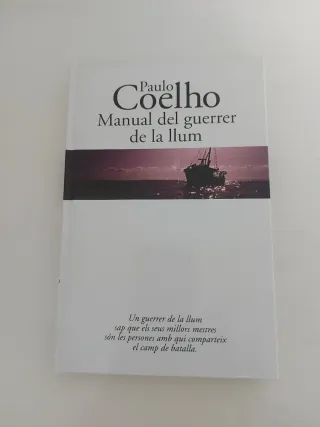 Paulo
Coelho
Manual del guerrer
de la llum
Un guerrer de la llum
sap que els seus millors mestres
són les persones amb qui comparteix
el camp de batalla.